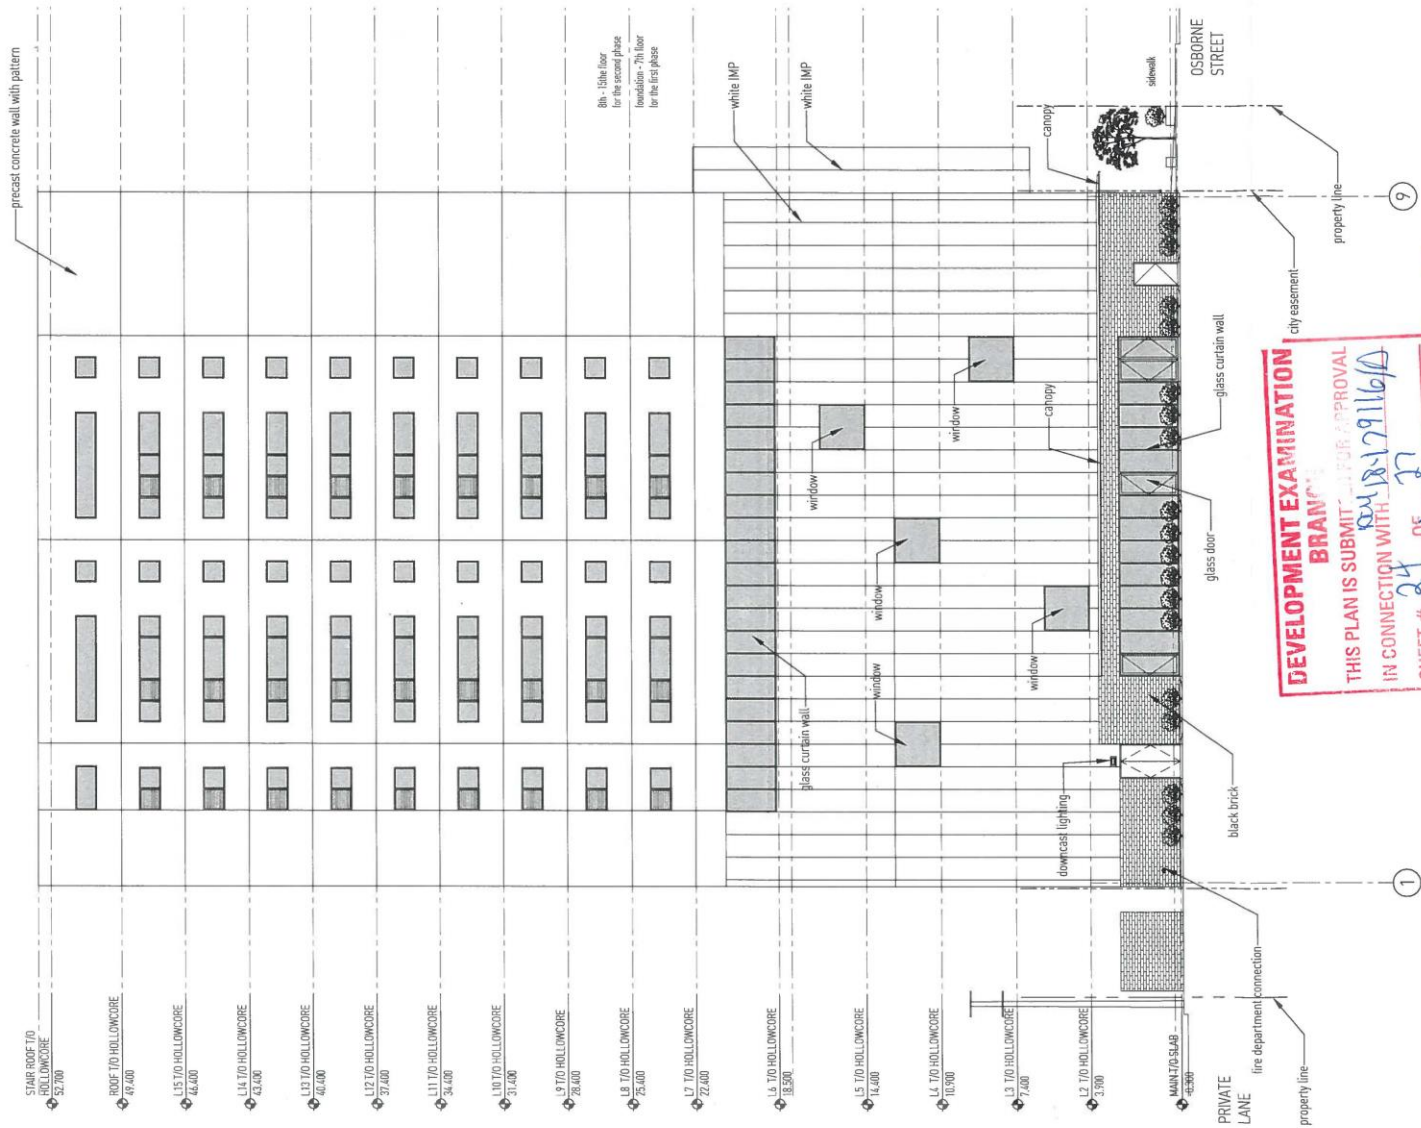 precast concrete wall with pattern
8th - 15the floor
for the second phase
foundation - 7th floor
for the first phase
white IMP
white IMP
canopy
sidewalk
OSBORNE
STREET
property line
9
city easement
glass curtain wall
canopy
window
window
window
window
window
glass door
glass curtain wall
downcast lighting
black brick
1
fire department connection
property line
PRIVATE
LANE
STAIR ROOF T/O
HOLLOWCORE
52.700
ROOF T/O HOLLOWCORE
49.400
L15 T/O HOLLOWCORE
46.400
L14 T/O HOLLOWCORE
43.400
L13 T/O HOLLOWCORE
40.400
L12 T/O HOLLOWCORE
37.400
L11 T/O HOLLOWCORE
34.400
L10 T/O HOLLOWCORE
31.400
L9 T/O HOLLOWCORE
28.400
L8 T/O HOLLOWCORE
25.400
L7 T/O HOLLOWCORE
22.400
L6 T/O HOLLOWCORE
18.500
L5 T/O HOLLOWCORE
14.400
L4 T/O HOLLOWCORE
10.900
L3 T/O HOLLOWCORE
7.400
L2 T/O HOLLOWCORE
3.900
MAIN T/O SLAB
DEVELOPMENT EXAMINATION
BRANCH
THIS PLAN IS SUBMITTED FOR APPROVAL
IN CONNECTION WITH
SHEET # 24 OF 27